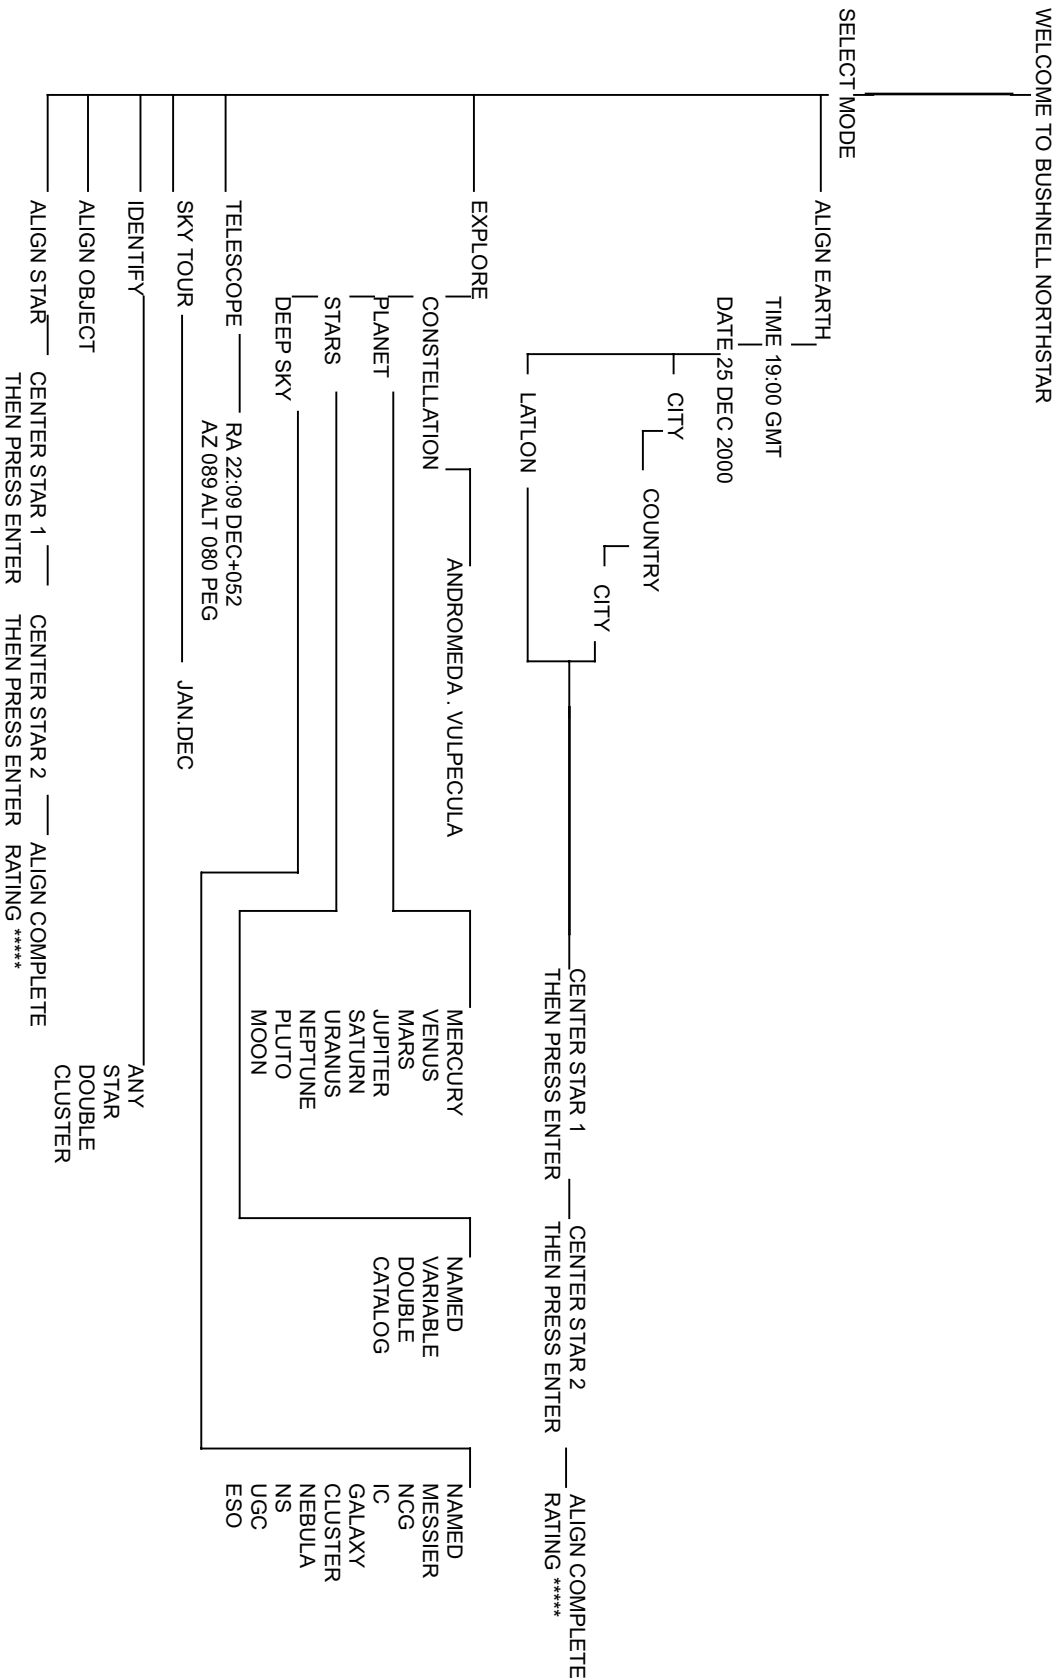 WELCOME TO BUSHNELL NORTHSTAR
SELECT MODE
ALIGN EARTH
TIME 19:00 GMT
DATE 25 DEC 2000
CITY
COUNTRY
CITY
LATLON
CENTER STAR 1
THEN PRESS ENTER
CENTER STAR 2
THEN PRESS ENTER
ALIGN COMPLETE
RATING *****
EXPLORE
CONSTELLATION
ANDROMEDA . VULPECULA
PLANET
MERCURY
VENUS
MARS
JUPITER
SATURN
URANUS
NEPTUNE
PLUTO
MOON
STARS
NAMED
VARIABLE
DOUBLE
CATALOG
DEEP SKY
NAMED
MESSIER
NCG
IC
GALAXY
CLUSTER
NEBULA
NS
UGC
ESO
TELESCOPE
RA 22:09 DEC+052
AZ 089 ALT 080 PEG
SKY TOUR
JAN.DEC
IDENTIFY
ANY
STAR
DOUBLE
CLUSTER
ALIGN OBJECT
ALIGN STAR
CENTER STAR 1
THEN PRESS ENTER
CENTER STAR 2
THEN PRESS ENTER
ALIGN COMPLETE
RATING *****